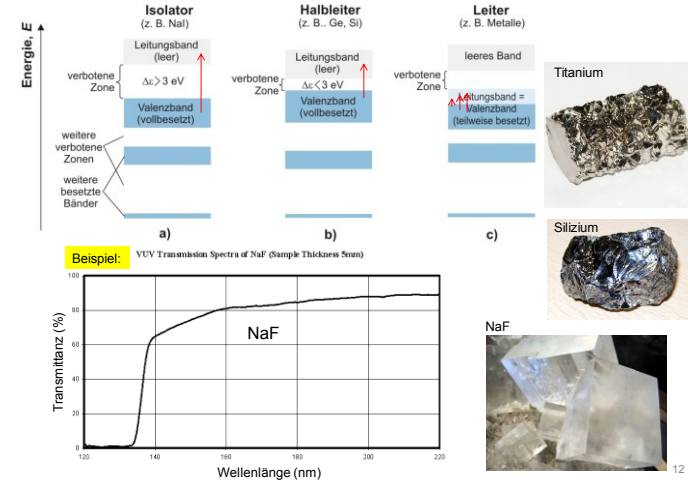 Isolator
(z. B. NaI)
Halbleiter
(z. B.. Ge, Si)
Leiter
(z. B. Metalle)
Energie, E
Leitungsband
(leer)
verbotene
Zone
Δε>3 eV
Valenzband
(vollbesetzt)
weitere
verbotene
Zonen
weitere
besetzte
Bänder
a)
Leitungsband
(leer)
verbotene
Zone
Δε<3 eV
Valenzband
(vollbesetzt)
b)
leeres Band
verbotene
Zone
Leitungsband =
Valenzband
(teilweise besetzt)
c)
Titanium
Silizium
NaF
Beispiel:
VUV Transmission Spectra of NaF (Sample Thickness 5mm)
Transmittanz (%)
100
80
60
40
20
0
NaF
120
140
160
180
200
220
Wellenlänge (nm)
12